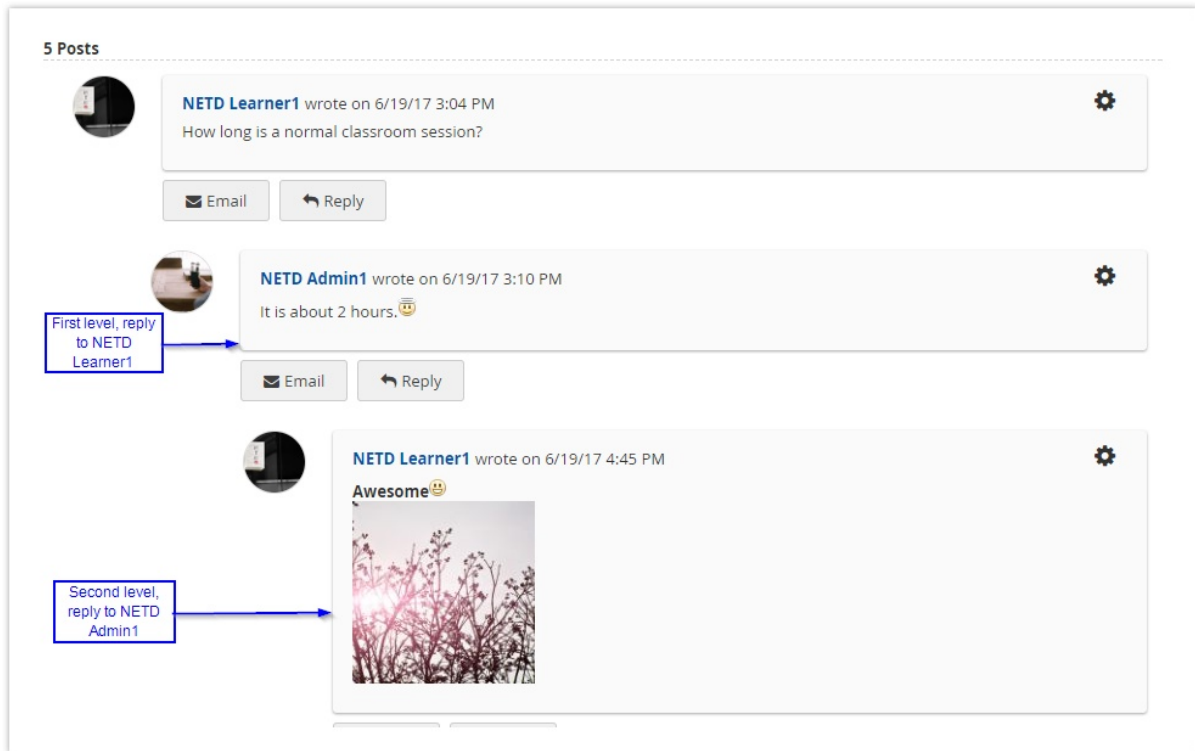 5 Posts
NETD Learner1 wrote on 6/19/17 3:04 PM
How long is a normal classroom session?
Email
Reply
NETD Admin1 wrote on 6/19/17 3:10 PM
It is about 2 hours.
First level, reply
to NETD
Learner1
Email
Reply
NETD Learner1 wrote on 6/19/17 4:45 PM
Awesome
Second level,
reply to NETD
Admin1